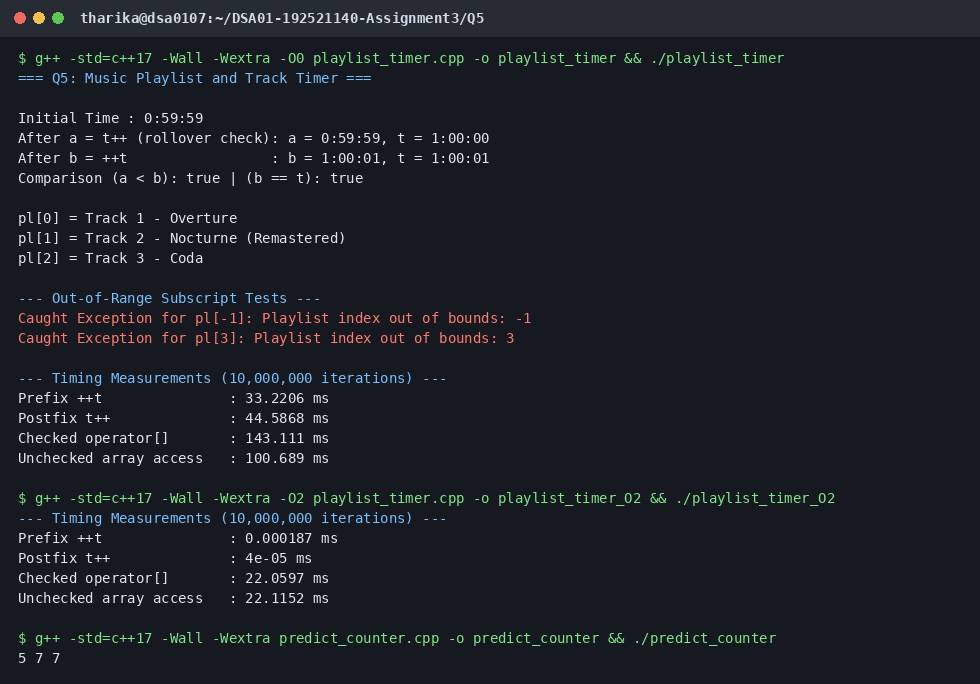 tharika@dsa0107:~/DSA01-192521140-Assignment3/Q5
$ g++ -std=c++17 -Wall -Wextra -O0 playlist_timer.cpp -o playlist_timer && ./playlist_timer
=== Q5: Music Playlist and Track Timer ===
Initial Time : 0:59:59
After a = t++ (rollover check): a = 0:59:59, t = 1:00:00
After b = ++t                 : b = 1:00:01, t = 1:00:01
Comparison (a < b): true | (b == t): true
pl[0] = Track 1 - Overture
pl[1] = Track 2 - Nocturne (Remastered)
pl[2] = Track 3 - Coda
--- Out-of-Range Subscript Tests ---
Caught Exception for pl[-1]: Playlist index out of bounds: -1
Caught Exception for pl[3]: Playlist index out of bounds: 3
--- Timing Measurements (10,000,000 iterations) ---
Prefix ++t               : 33.2206 ms
Postfix t++              : 44.5868 ms
Checked operator[]       : 143.111 ms
Unchecked array access   : 100.689 ms
$ g++ -std=c++17 -Wall -Wextra -O2 playlist_timer.cpp -o playlist_timer_O2 && ./playlist_timer_O2
--- Timing Measurements (10,000,000 iterations) ---
Prefix ++t               : 0.000187 ms
Postfix t++              : 4e-05 ms
Checked operator[]       : 22.0597 ms
Unchecked array access   : 22.1152 ms
$ g++ -std=c++17 -Wall -Wextra predict_counter.cpp -o predict_counter && ./predict_counter
5 7 7